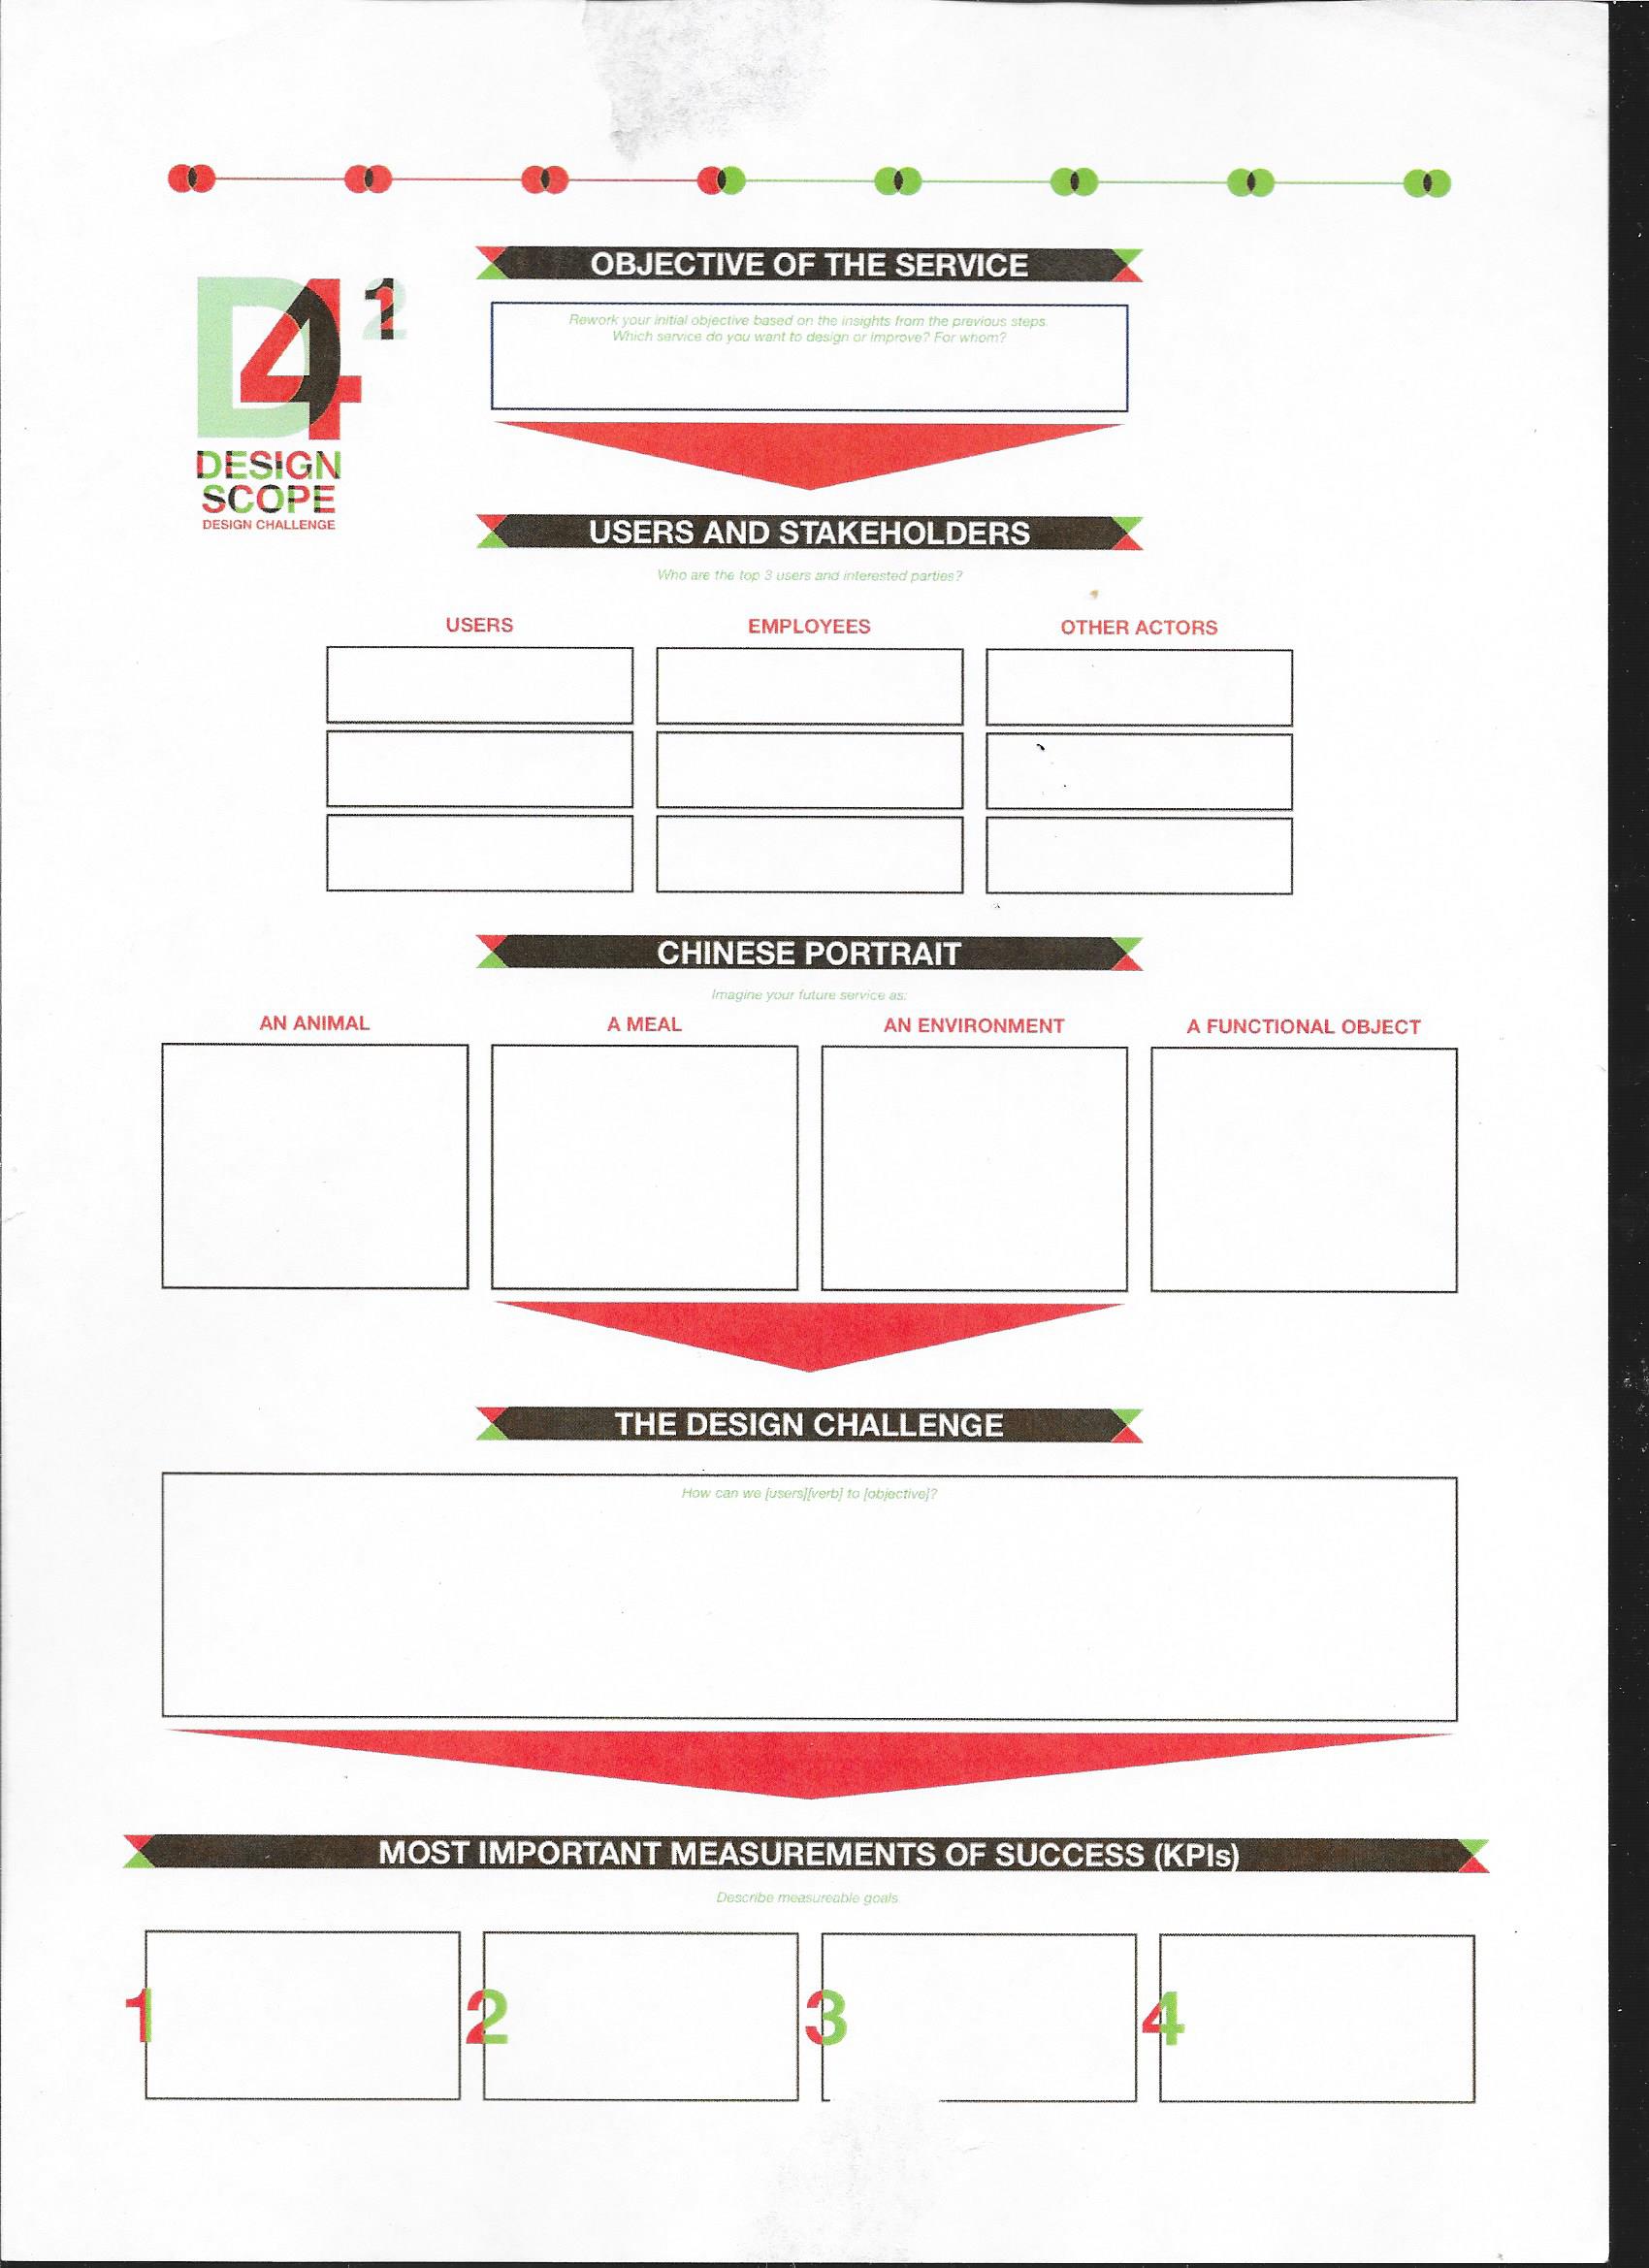 OBJECTIVE OF THE SERVICE
Rework your initial objective based on the insights from the previous steps.
Which service do you want to design or improve? For whom?
D4 1 2
DESIGN
SCOPE
DESIGN CHALLENGE
USERS AND STAKEHOLDERS
Who are the top 3 users and interested parties?
USERS EMPLOYEES OTHER ACTORS
CHINESE PORTRAIT
Imagine your future service as:
AN ANIMAL A MEAL AN ENVIRONMENT A FUNCTIONAL OBJECT
THE DESIGN CHALLENGE
How can we [users][verb] to [objective]?
MOST IMPORTANT MEASUREMENTS OF SUCCESS (KPIs)
Describe measureable goals
1 2 3 4